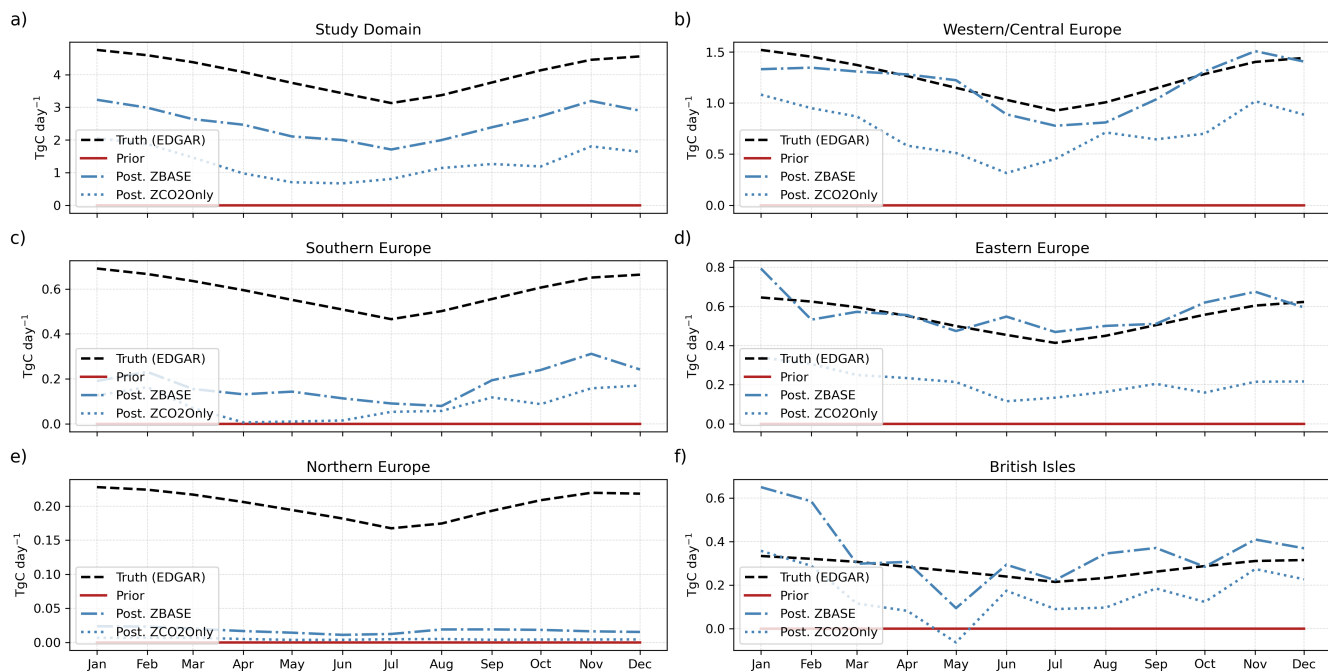 a)
Study Domain
TgC day⁻¹
4
3
2
1
0
Truth (EDGAR)
Prior
Post. ZBASE
Post. ZCO2Only
b)
Western/Central Europe
TgC day⁻¹
1.5
1.0
0.5
0.0
Truth (EDGAR)
Prior
Post. ZBASE
Post. ZCO2Only
c)
Southern Europe
TgC day⁻¹
0.6
0.4
0.2
0.0
Truth (EDGAR)
Prior
Post. ZBASE
Post. ZCO2Only
d)
Eastern Europe
TgC day⁻¹
0.8
0.6
0.4
0.2
0.0
Truth (EDGAR)
Prior
Post. ZBASE
Post. ZCO2Only
e)
Northern Europe
TgC day⁻¹
0.20
0.15
0.10
0.05
0.00
Truth (EDGAR)
Prior
Post. ZBASE
Post. ZCO2Only
Jan Feb Mar Apr May Jun Jul Aug Sep Oct Nov Dec
f)
British Isles
TgC day⁻¹
0.6
0.4
0.2
0.0
Truth (EDGAR)
Prior
Post. ZBASE
Post. ZCO2Only
Jan Feb Mar Apr May Jun Jul Aug Sep Oct Nov Dec